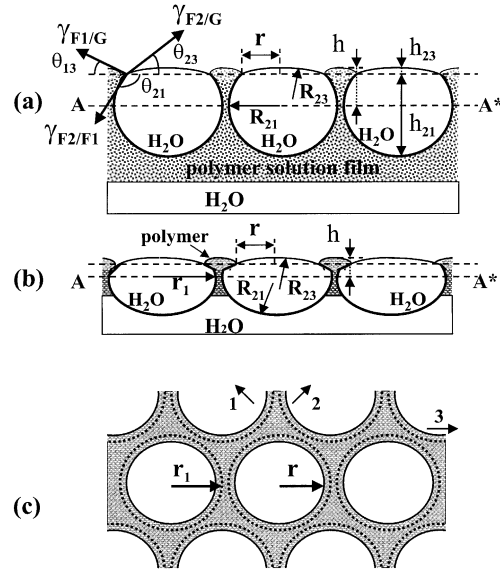 γF1/G γF2/G
θ13 θ23 θ21
γF2/F1
r h h23
(a) A A*
R21 R23 h21
H2O H2O H2O
polymer solution film
H2O
polymer r h
(b) A A*
r1 R21 R23
H2O H2O
H2O
1 2 3
(c) r1 r